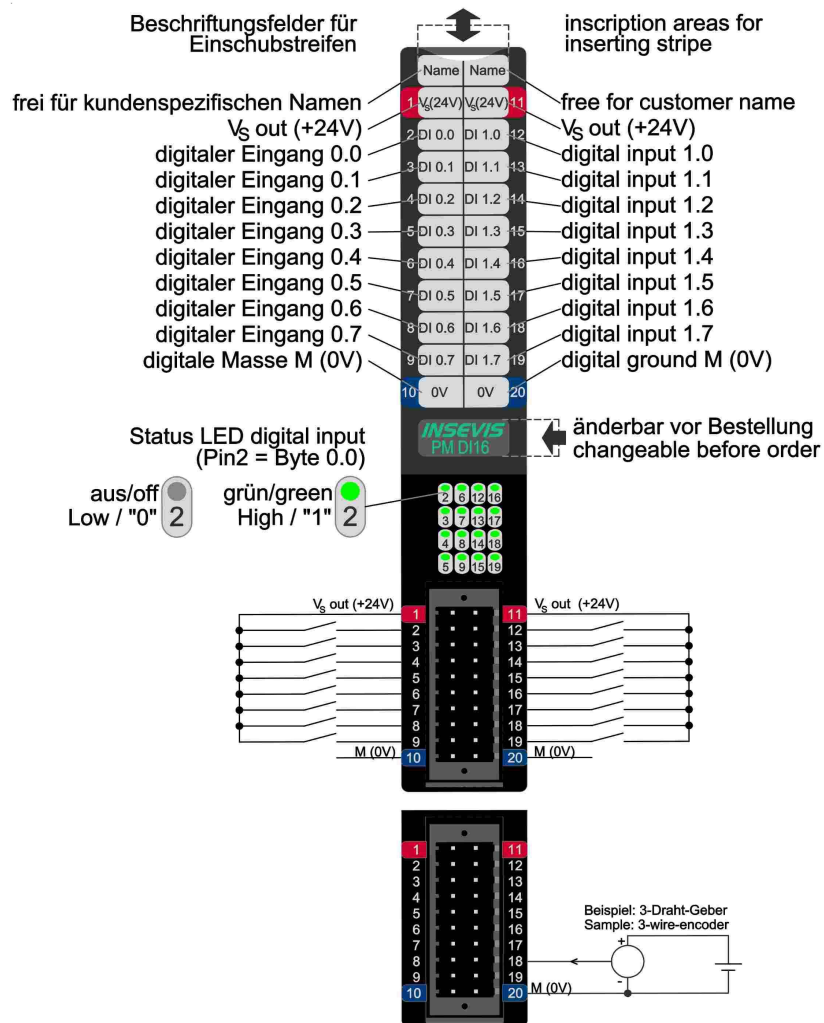 Beschriftungsfelder für
Einschubstreifen
inscription areas for
inserting stripe
Name Name
frei für kundenspezifischen Namen
free for customer name
1 VS(24V) VS(24V) 11
VS out (+24V)
VS out (+24V)
2 DI 0.0 DI 1.0 12
digitaler Eingang 0.0
digital input 1.0
3 DI 0.1 DI 1.1 13
digitaler Eingang 0.1
digital input 1.1
4 DI 0.2 DI 1.2 14
digitaler Eingang 0.2
digital input 1.2
5 DI 0.3 DI 1.3 15
digitaler Eingang 0.3
digital input 1.3
6 DI 0.4 DI 1.4 16
digitaler Eingang 0.4
digital input 1.4
7 DI 0.5 DI 1.5 17
digitaler Eingang 0.5
digital input 1.5
8 DI 0.6 DI 1.6 18
digitaler Eingang 0.6
digital input 1.6
9 DI 0.7 DI 1.7 19
digitaler Eingang 0.7
digital input 1.7
10 0V 0V 20
digitale Masse M (0V)
digital ground M (0V)
INSEVIS
PM DI16
änderbar vor Bestellung
changeable before order
Status LED digital input
(Pin2 = Byte 0.0)
aus/off
Low / "0" 2
grün/green
High / "1" 2
2 6 12 16
3 7 13 17
4 8 14 18
5 9 15 19
VS out (+24V) 1 11 VS out (+24V)
2 12
3 13
4 14
5 15
6 16
7 17
8 18
9 19
M (0V) 10 20 M (0V)
1 11
2 12
3 13
4 14
5 15
6 16
7 17
8 18
9 19
10 20 M (0V)
Beispiel: 3-Draht-Geber
Sample: 3-wire-encoder
+
-